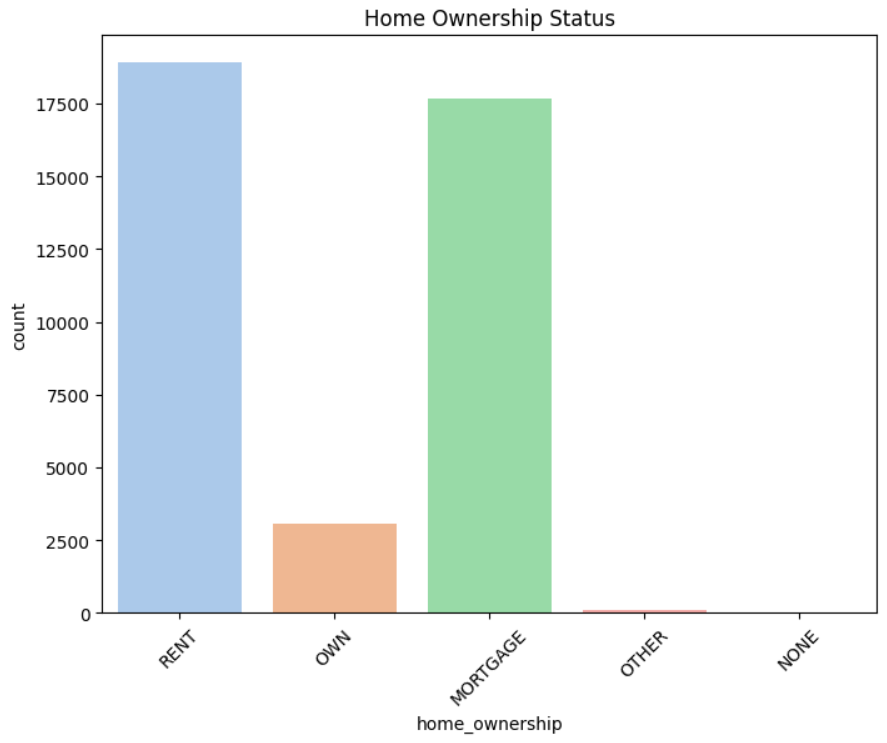 Home Ownership Status
17500
15000
12500
10000
7500
5000
2500
0
count
RENT
OWN
MORTGAGE
OTHER
NONE
home_ownership